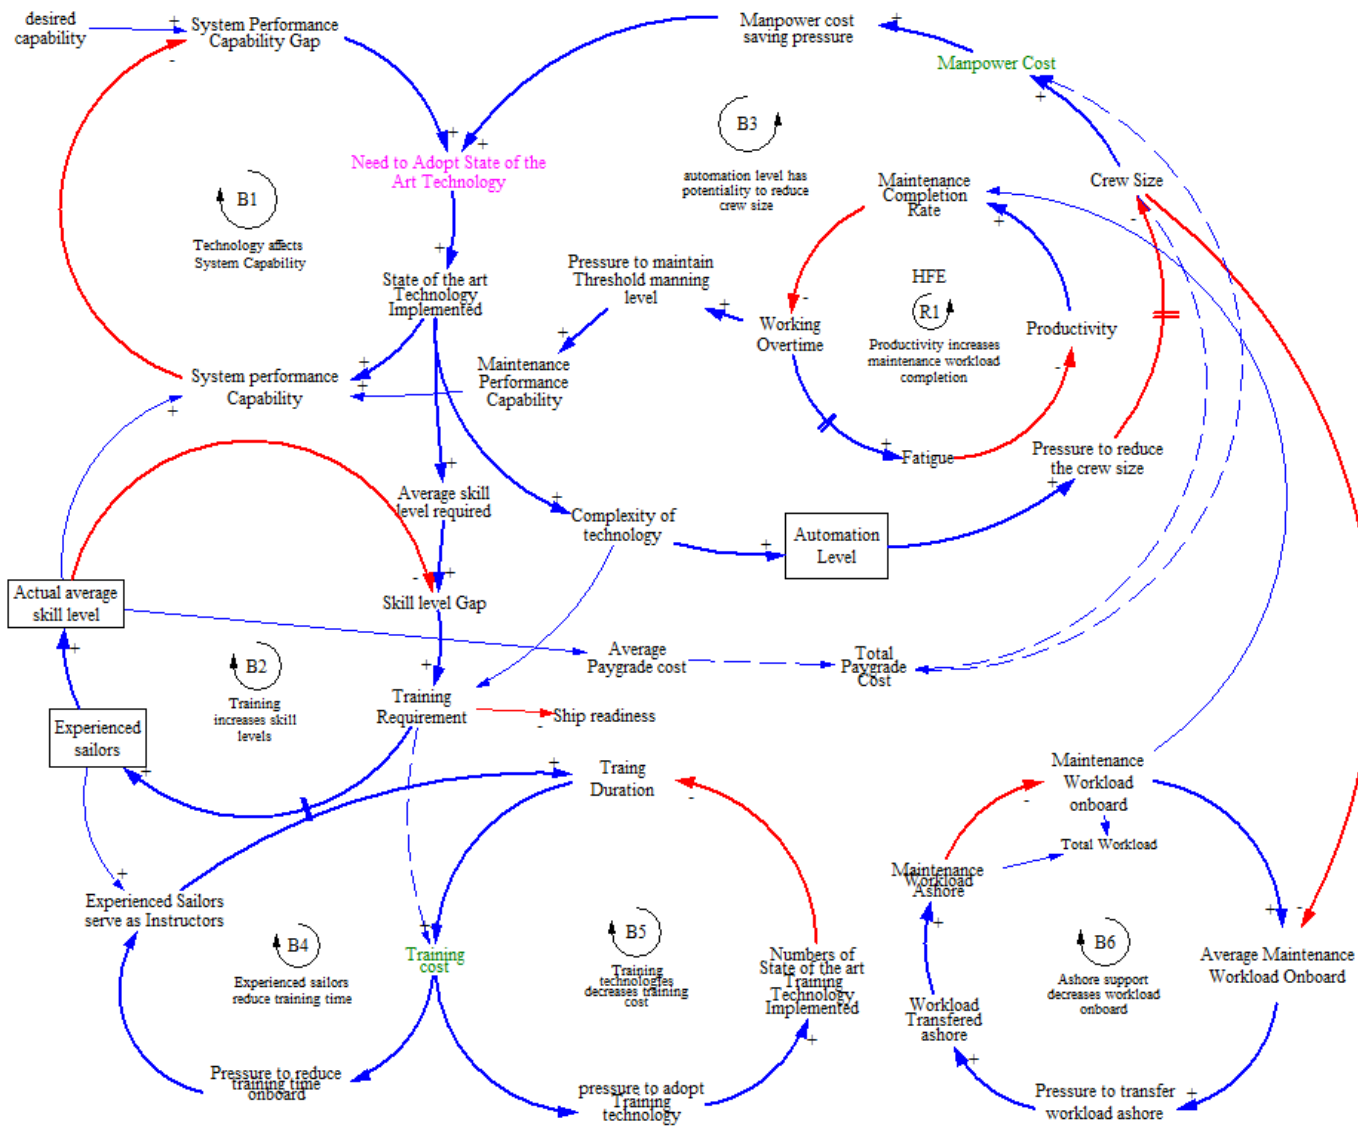 desired
capability
System Performance
Capability Gap
Manpower cost
saving pressure
Manpower Cost
B3
automation level has
potentiality to reduce
crew size
Need to Adopt State of the
Art Technology
B1
Technology affects
System Capability
Maintenance
Completion
Rate
Crew Size
State of the art
Technology
Implemented
Pressure to maintain
Threshold manning
level
Working
Overtime
HFE
R1
Productivity increases
maintenance workload
completion
Productivity
System performance
Capability
Maintenance
Performance
Capability
Fatigue
Pressure to reduce
the crew size
Average skill
level required
Complexity of
technology
Automation
Level
Actual average
skill level
Skill level Gap
B2
Training
increases skill
levels
Average
Paygrade cost
Total
Paygrade
Cost
Training
Requirement
Ship readiness
Experienced
sailors
Traing
Duration
Maintenance
Workload
onboard
Total Workload
Maintenance
Workload
Ashore
Experienced Sailors
serve as Instructors
B4
Experienced sailors
reduce training time
Training
cost
B5
Training
technologies
decreases training
cost
Numbers of
State of the art
Training
Technology
Implemented
B6
Ashore support
decreases workload
onboard
Average Maintenance
Workload Onboard
Workload
Transfered
ashore
Pressure to reduce
training time
onboard
pressure to adopt
Training
technology
Pressure to transfer
workload ashore